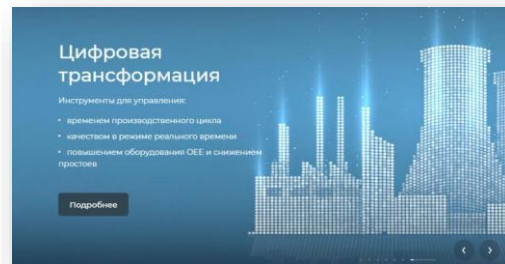 Цифровая
трансформация
Инструменты для управления:
• временем производственного цикла
• качеством в режиме реального времени
• повышением оборудования OEE и снижением
простоев
Подробнее